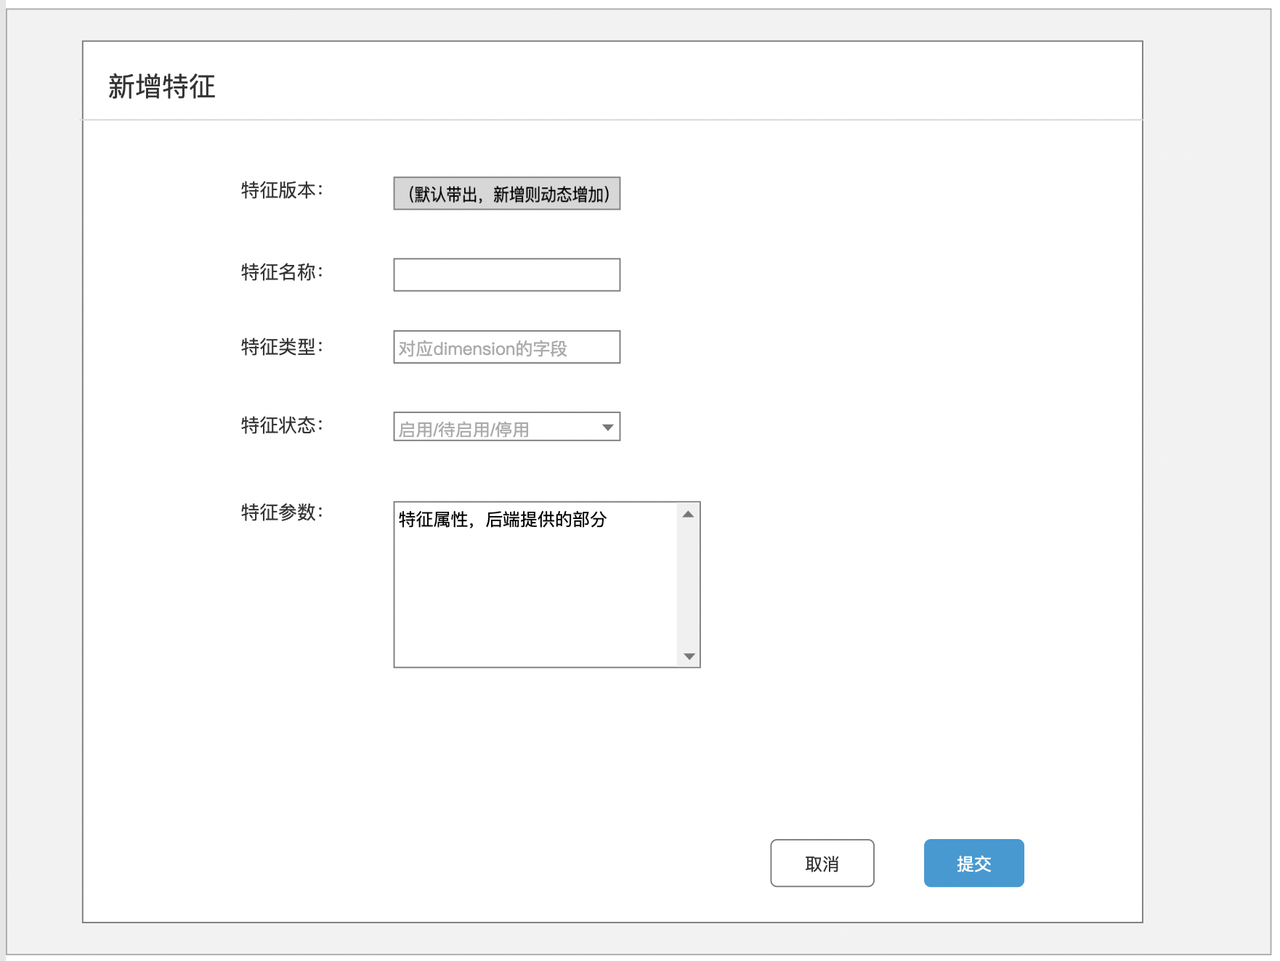 新增特征
特征版本：
（默认带出，新增则动态增加）
特征名称：
特征类型：
对应dimension的字段
特征状态：
启用/待启用/停用
特征参数：
特征属性，后端提供的部分
取消
提交